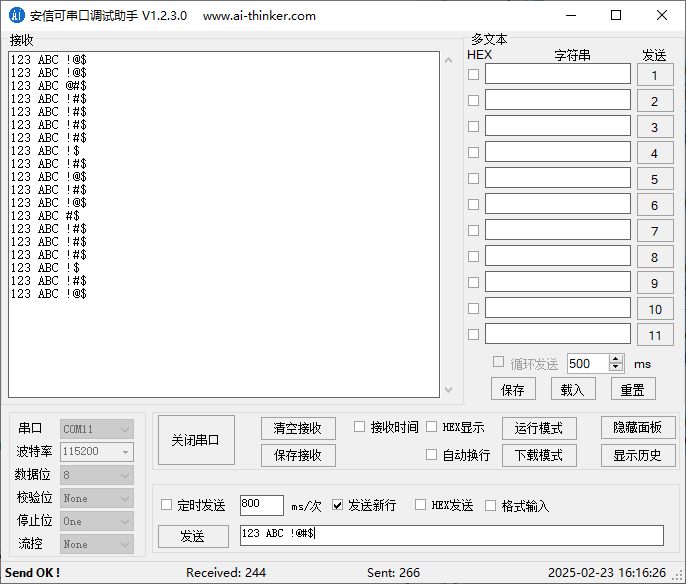 安信可串口调试助手 V1.2.3.0 www.ai-thinker.com
接收
123 ABC !@$
123 ABC !@$
123 ABC @#$
123 ABC !#$
123 ABC !#$
123 ABC !#$
123 ABC !#$
123 ABC !$
123 ABC !#$
123 ABC !@$
123 ABC !#$
123 ABC !@$
123 ABC #$
123 ABC !#$
123 ABC !#$
123 ABC !#$
123 ABC !$
123 ABC !#$
123 ABC !@$
多文本
HEX 字符串 发送
1
2
3
4
5
6
7
8
9
10
11
循环发送 500 ms
保存 载入 重置
串口 COM11
波特率 115200
数据位 8
校验位 None
停止位 One
流控 None
关闭串口
清空接收 接收时间 HEX显示 运行模式 隐藏面板
保存接收 自动换行 下载模式 显示历史
定时发送 800 ms/次 发送新行 HEX发送 格式输入
发送 123 ABC !@#$
Send OK ! Received: 244 Sent: 266 2025-02-23 16:16:26